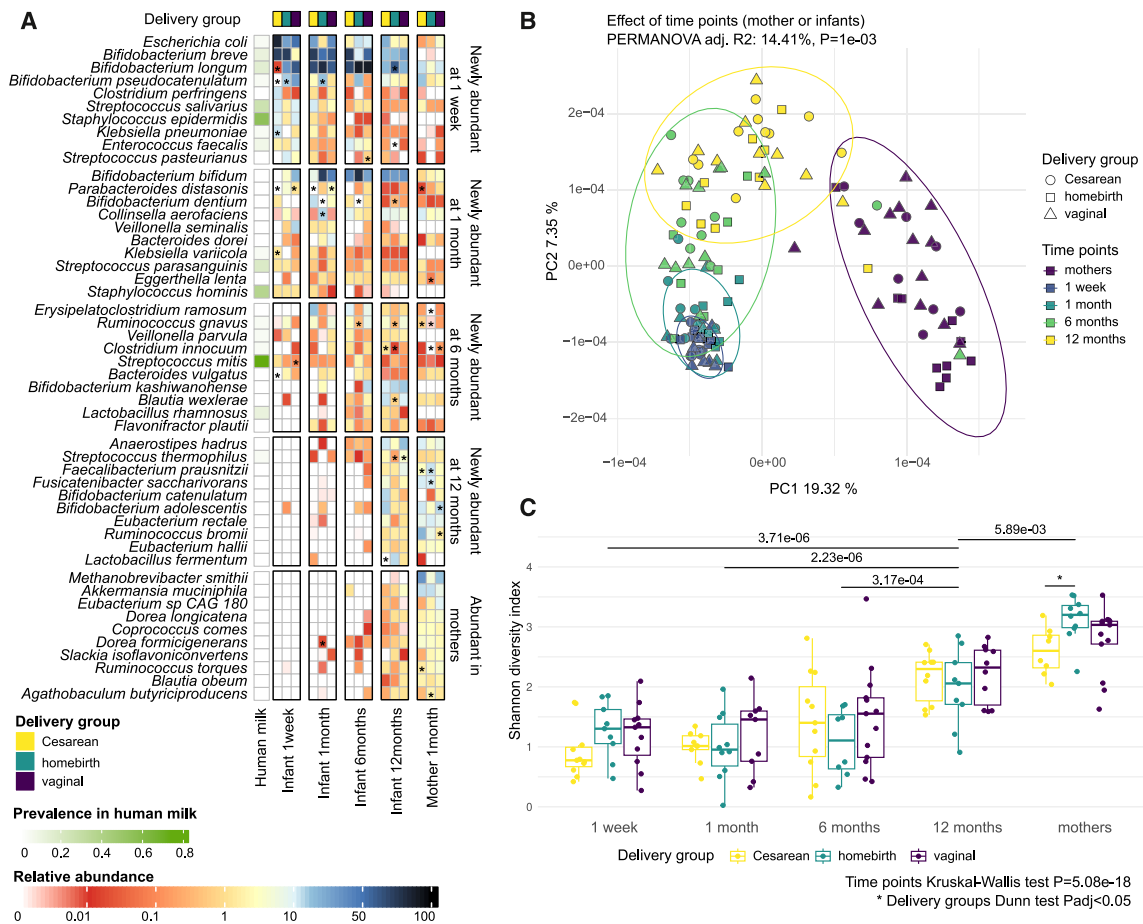 A
Delivery group
Escherichia coli
Bifidobacterium breve
Bifidobacterium longum
Bifidobacterium pseudocatenulatum
Clostridium perfringens
Streptococcus salivarius
Staphylococcus epidermidis
Klebsiella pneumoniae
Enterococcus faecalis
Streptococcus pasteurianus
Newly abundant
at 1 week
Bifidobacterium bifidum
Parabacteroides distasonis
Bifidobacterium dentium
Collinsella aerofaciens
Veillonella seminalis
Bacteroides dorei
Klebsiella variicola
Streptococcus parasanguinis
Eggerthella lenta
Staphylococcus hominis
Newly abundant
at 1 month
Erysipelatoclostridium ramosum
Ruminococcus gnavus
Veillonella parvula
Clostridium innocuum
Streptococcus mitis
Bacteroides vulgatus
Bifidobacterium kashiwanohense
Blautia wexlerae
Lactobacillus rhamnosus
Flavonifractor plautii
Newly abundant
at 6 months
Anaerostipes hadrus
Streptococcus thermophilus
Faecalibacterium prausnitzii
Fusicatenibacter saccharivorans
Bifidobacterium catenulatum
Bifidobacterium adolescentis
Eubacterium rectale
Ruminococcus bromii
Eubacterium hallii
Lactobacillus fermentum
Newly abundant
at 12 months
Methanobrevibacter smithii
Akkermansia muciniphila
Eubacterium sp CAG 180
Dorea longicatena
Coprococcus comes
Dorea formicigenerans
Slackia isoflavoniconvertens
Ruminococcus torques
Blautia obeum
Agathobaculum butyriciproducens
Abundant in
mothers
Human milk
Infant 1week
Infant 1month
Infant 6months
Infant 12months
Mother 1month
Delivery group
Cesarean
homebirth
vaginal
Prevalence in human milk
0 0.2 0.4 0.6 0.8
Relative abundance
0 0.01 0.1 1 10 50 100
B
Effect of time points (mother or infants)
PERMANOVA adj. R2: 14.41%, P=1e-03
PC2 7.35 %
2e-04
1e-04
0e+00
−1e-04
−2e-04
−1e-04 0e+00 1e-04
PC1 19.32 %
Delivery group
Cesarean
homebirth
vaginal
Time points
mothers
1 week
1 month
6 months
12 months
C
Shannon diversity index
4
3
2
1
0
3.71e-06
2.23e-06
3.17e-04
5.89e-03
*
1 week 1 month 6 months 12 months mothers
Delivery group Cesarean homebirth vaginal
Time points Kruskal-Wallis test P=5.08e-18
* Delivery groups Dunn test Padj<0.05